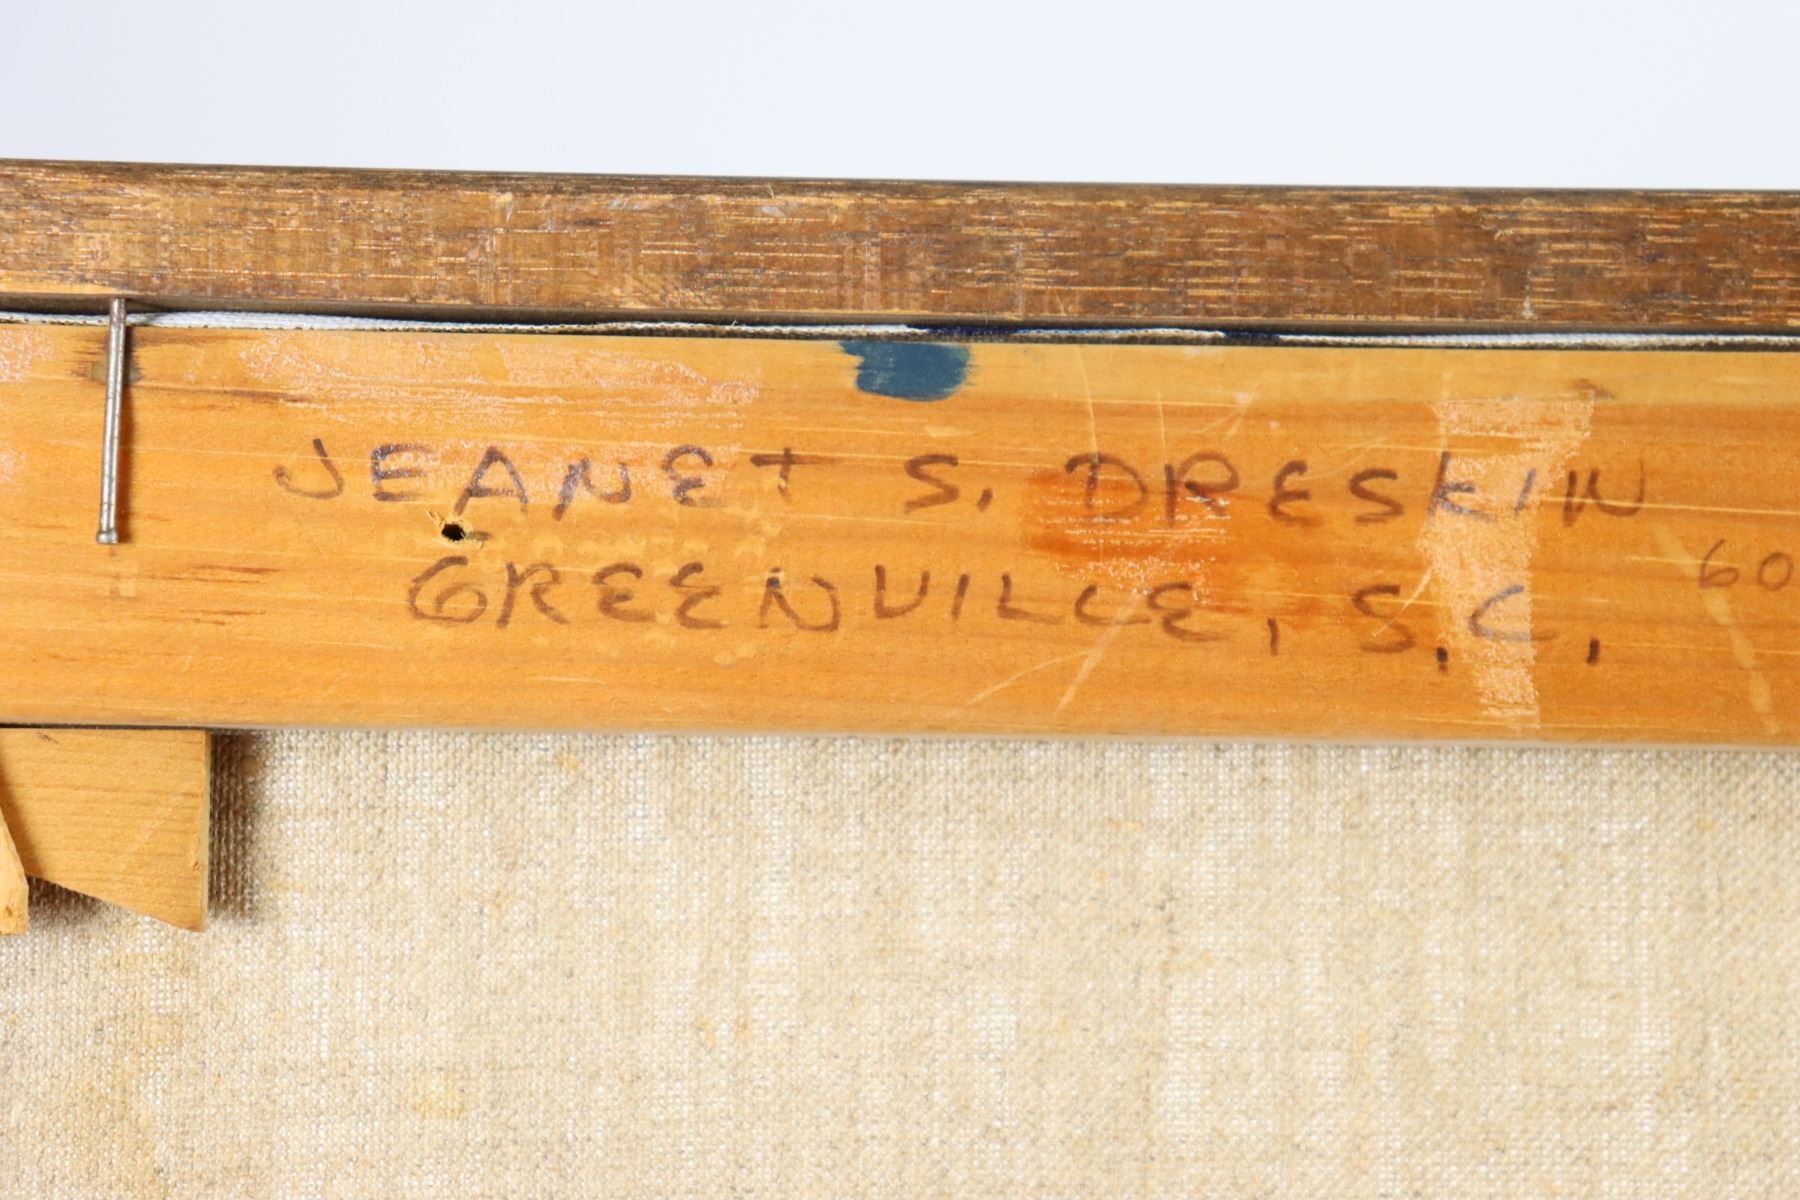 JEANET S. DRESKIN
GREENVILLE, S.C.
60